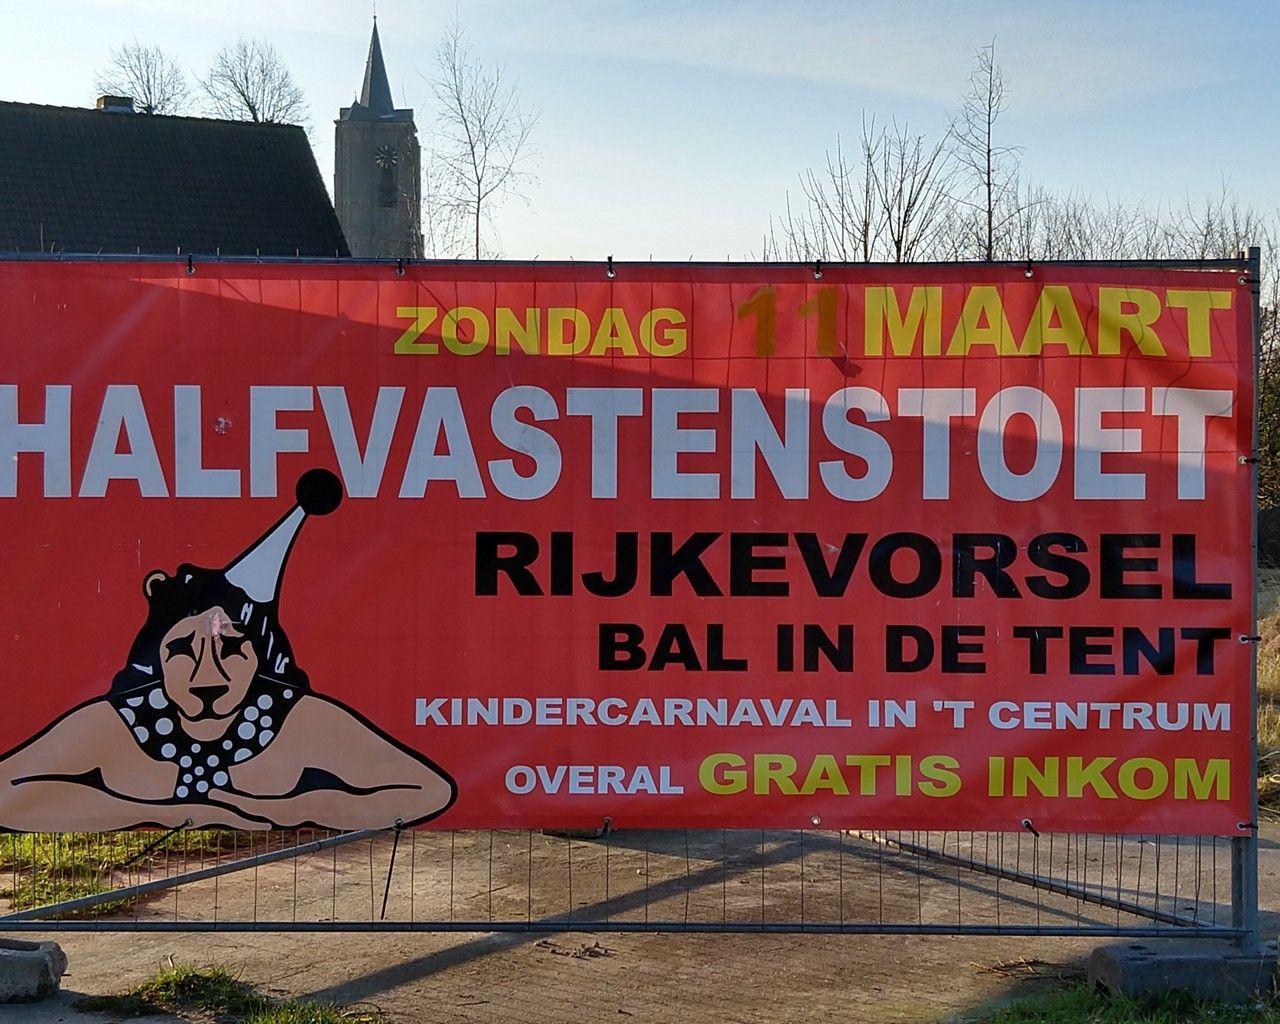 ZONDAG 11 MAART
HALFVASTENSTOET
RIJKEVORSEL
BAL IN DE TENT
KINDERCARNAVAL IN 'T CENTRUM
OVERAL GRATIS INKOM